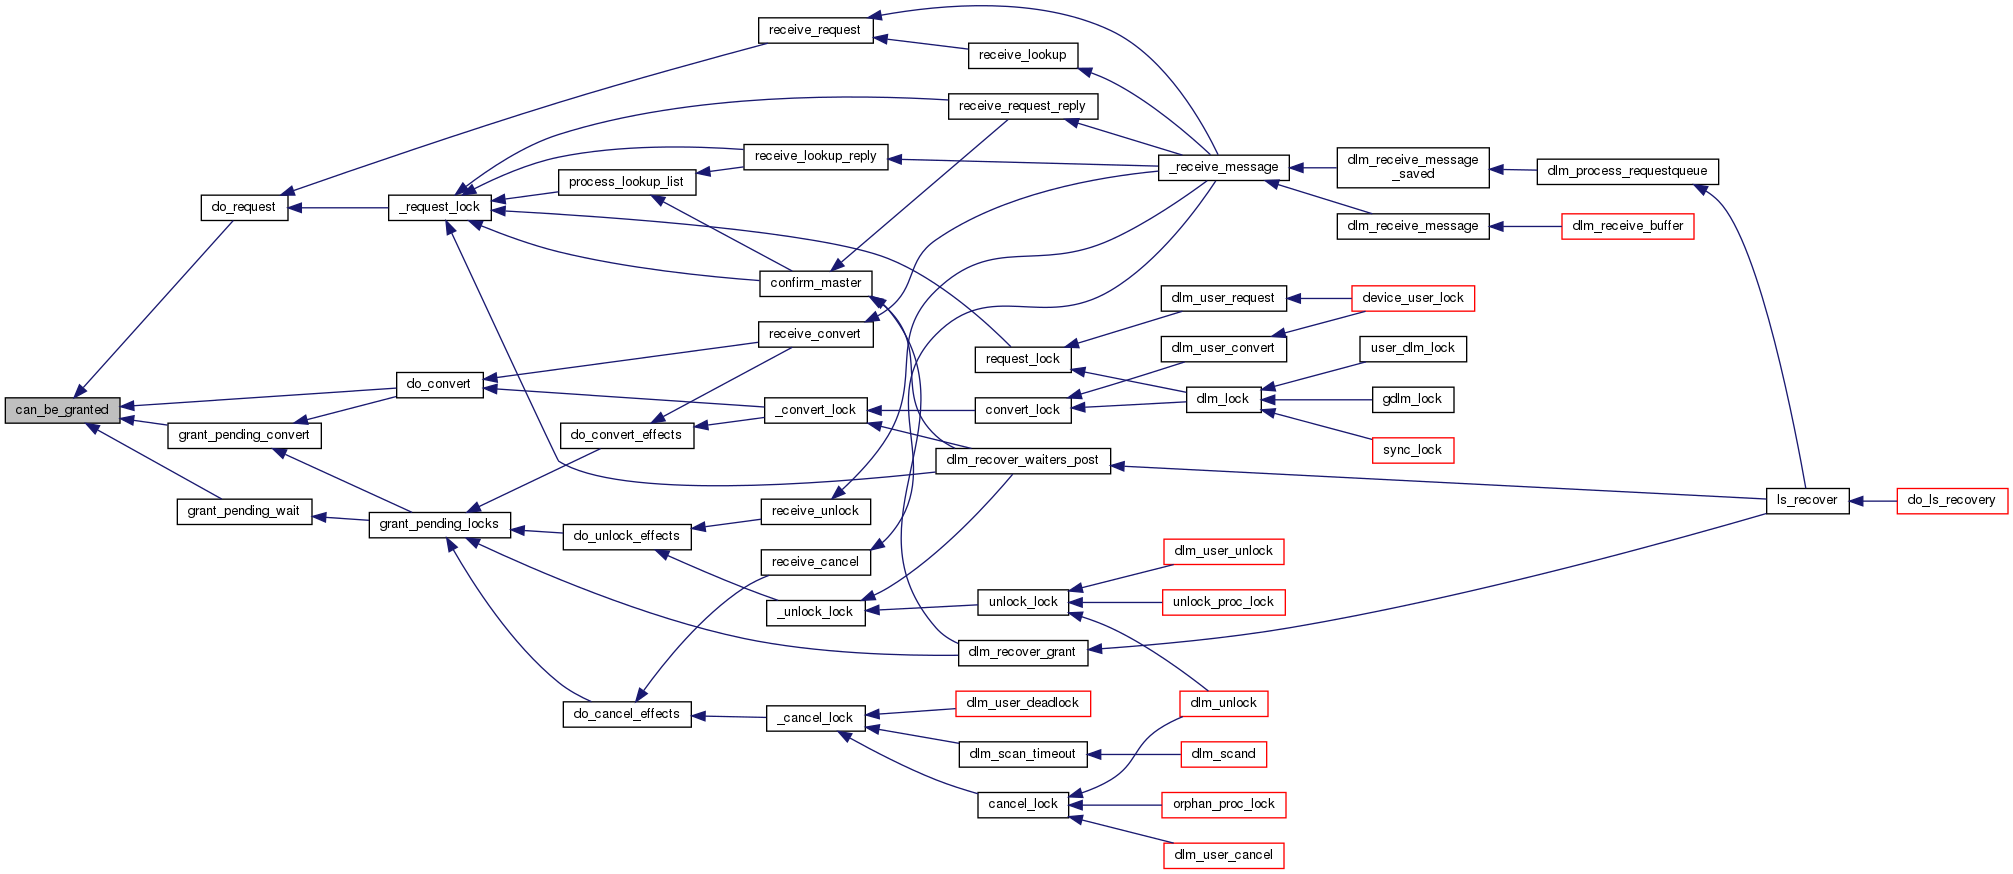 receive_request
receive_lookup
receive_request_reply
receive_lookup_reply
dlm_receive_message
_saved
_receive_message
dlm_process_requestqueue
process_lookup_list
do_request
_request_lock
dlm_receive_message
dlm_receive_buffer
confirm_master
dlm_user_request
device_user_lock
receive_convert
request_lock
dlm_user_convert
user_dlm_lock
do_convert
can_be_granted
_convert_lock
convert_lock
dlm_lock
gdlm_lock
grant_pending_convert
do_convert_effects
sync_lock
dlm_recover_waiters_post
ls_recover
do_ls_recovery
grant_pending_wait
receive_unlock
grant_pending_locks
do_unlock_effects
dlm_user_unlock
receive_cancel
_unlock_lock
unlock_lock
unlock_proc_lock
dlm_recover_grant
dlm_user_deadlock
dlm_unlock
do_cancel_effects
_cancel_lock
dlm_scan_timeout
dlm_scand
cancel_lock
orphan_proc_lock
dlm_user_cancel